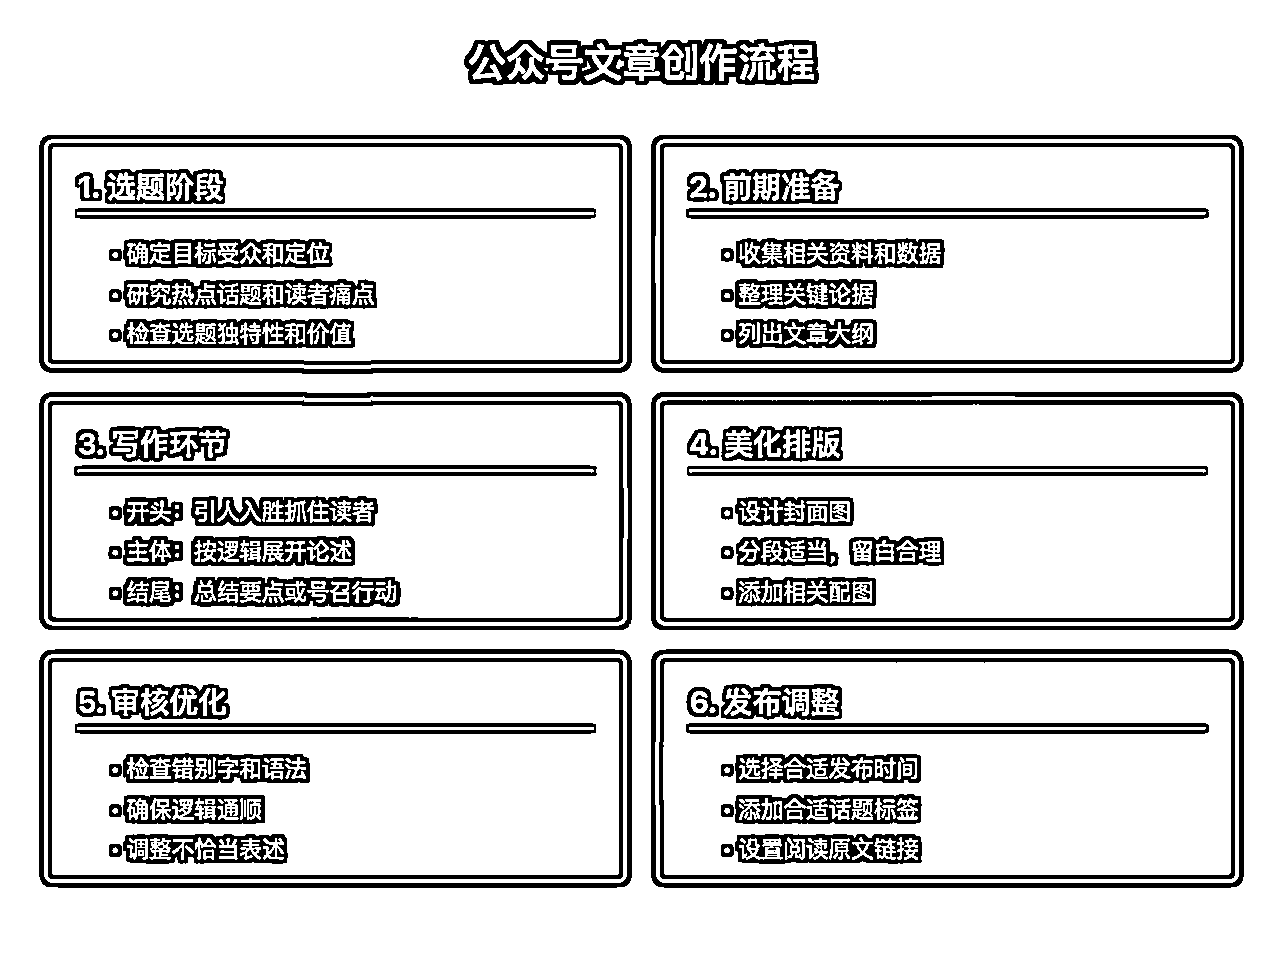 公众号文章创作流程
1. 选题阶段
• 确定目标受众和定位
• 研究热点话题和读者痛点
• 检查选题独特性和价值
2. 前期准备
• 收集相关资料和数据
• 整理关键论据
• 列出文章大纲
3. 写作环节
• 开头：引人入胜抓住读者
• 主体：按逻辑展开论述
• 结尾：总结要点或号召行动
4. 美化排版
• 设计封面图
• 分段适当，留白合理
• 添加相关配图
5. 审核优化
• 检查错别字和语法
• 确保逻辑通顺
• 调整不恰当表述
6. 发布调整
• 选择合适发布时间
• 添加合适话题标签
• 设置阅读原文链接